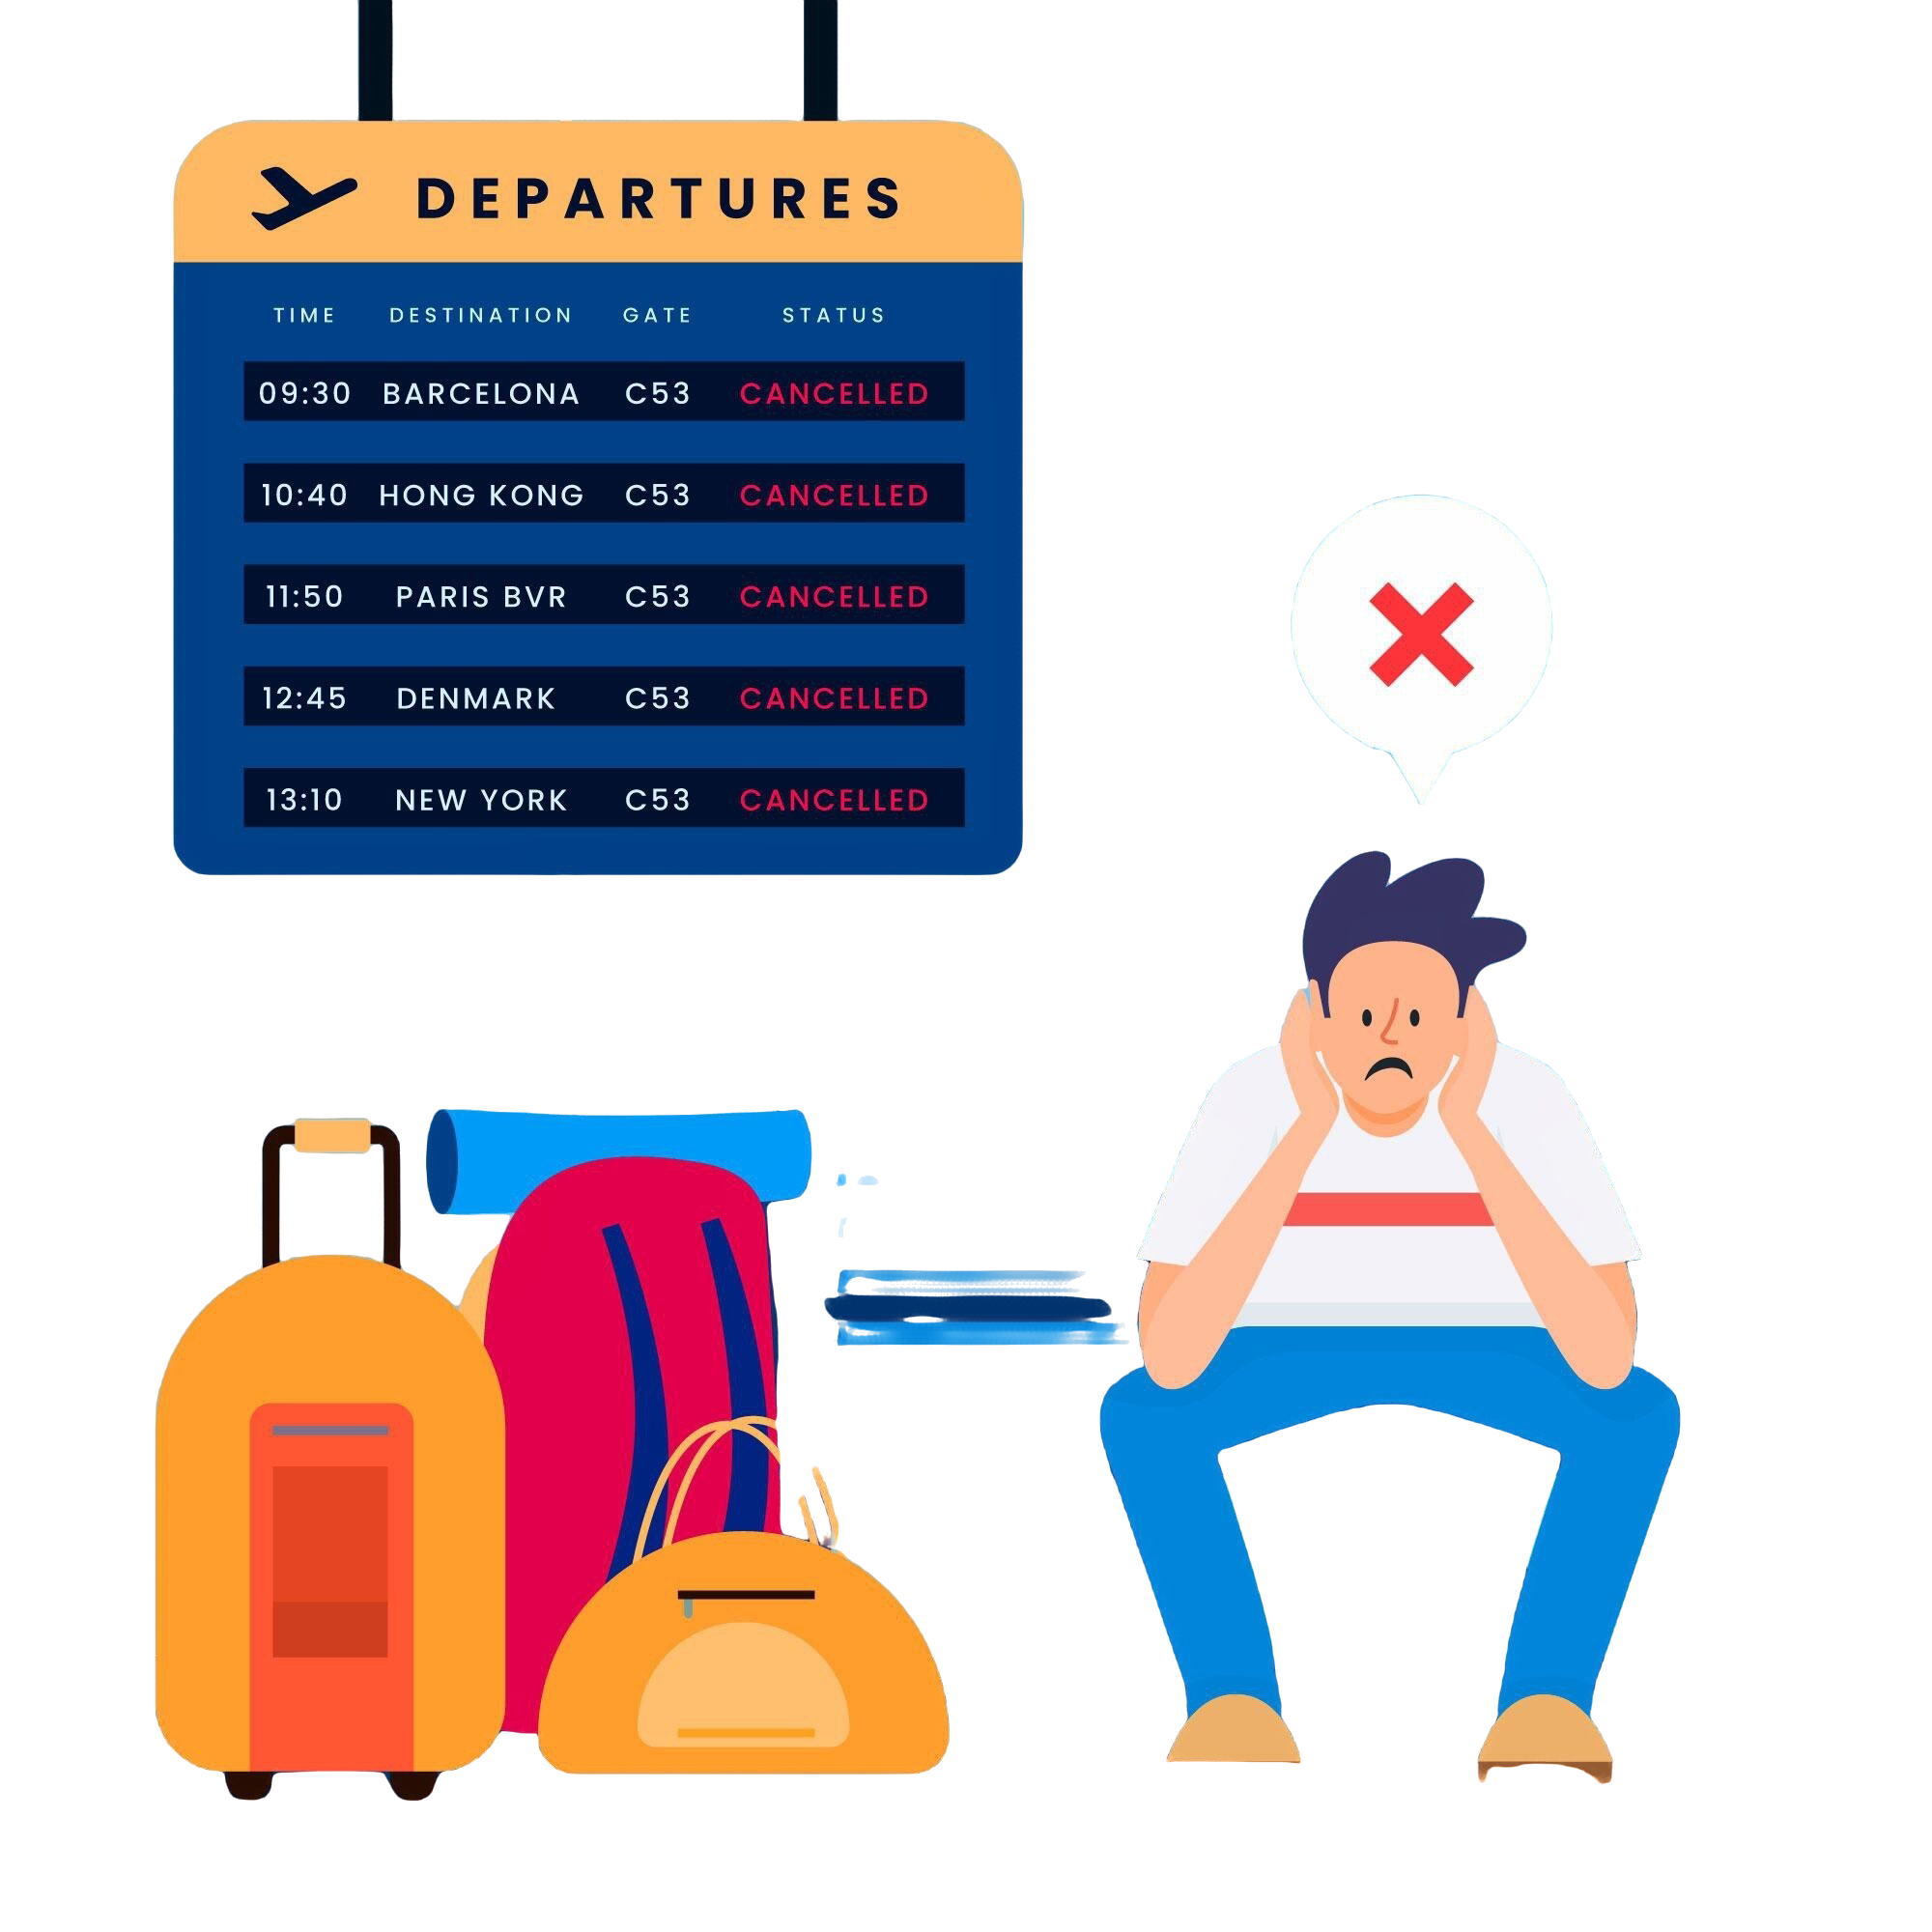 DEPARTURES
TIME DESTINATION GATE STATUS
09:30 BARCELONA C53 CANCELLED
10:40 HONG KONG C53 CANCELLED
11:50 PARIS BVR C53 CANCELLED
12:45 DENMARK C53 CANCELLED
13:10 NEW YORK C53 CANCELLED